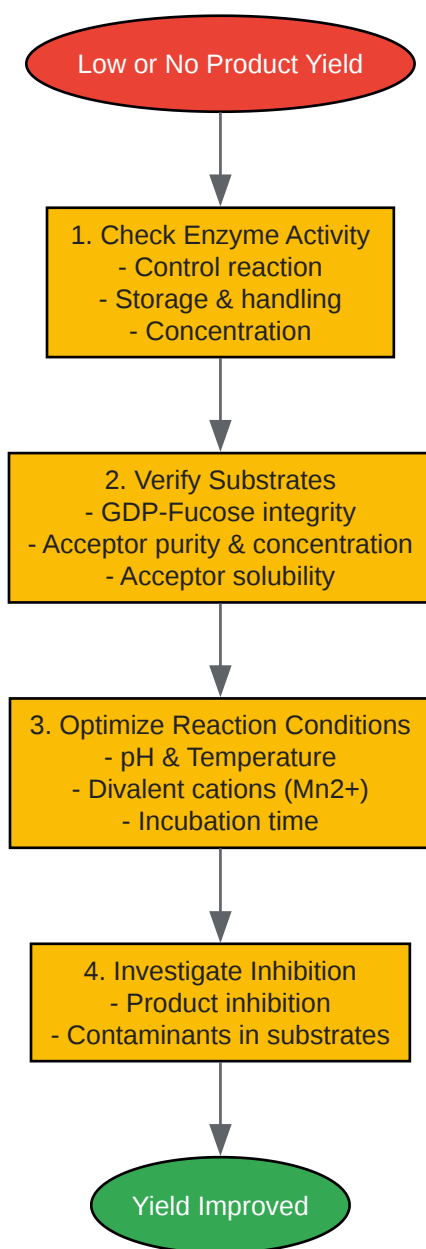 Low or No Product Yield
1. Check Enzyme Activity
- Control reaction
- Storage & handling
- Concentration
2. Verify Substrates
- GDP-Fucose integrity
- Acceptor purity & concentration
- Acceptor solubility
3. Optimize Reaction Conditions
- pH & Temperature
- Divalent cations (Mn2+)
- Incubation time
4. Investigate Inhibition
- Product inhibition
- Contaminants in substrates
Yield Improved